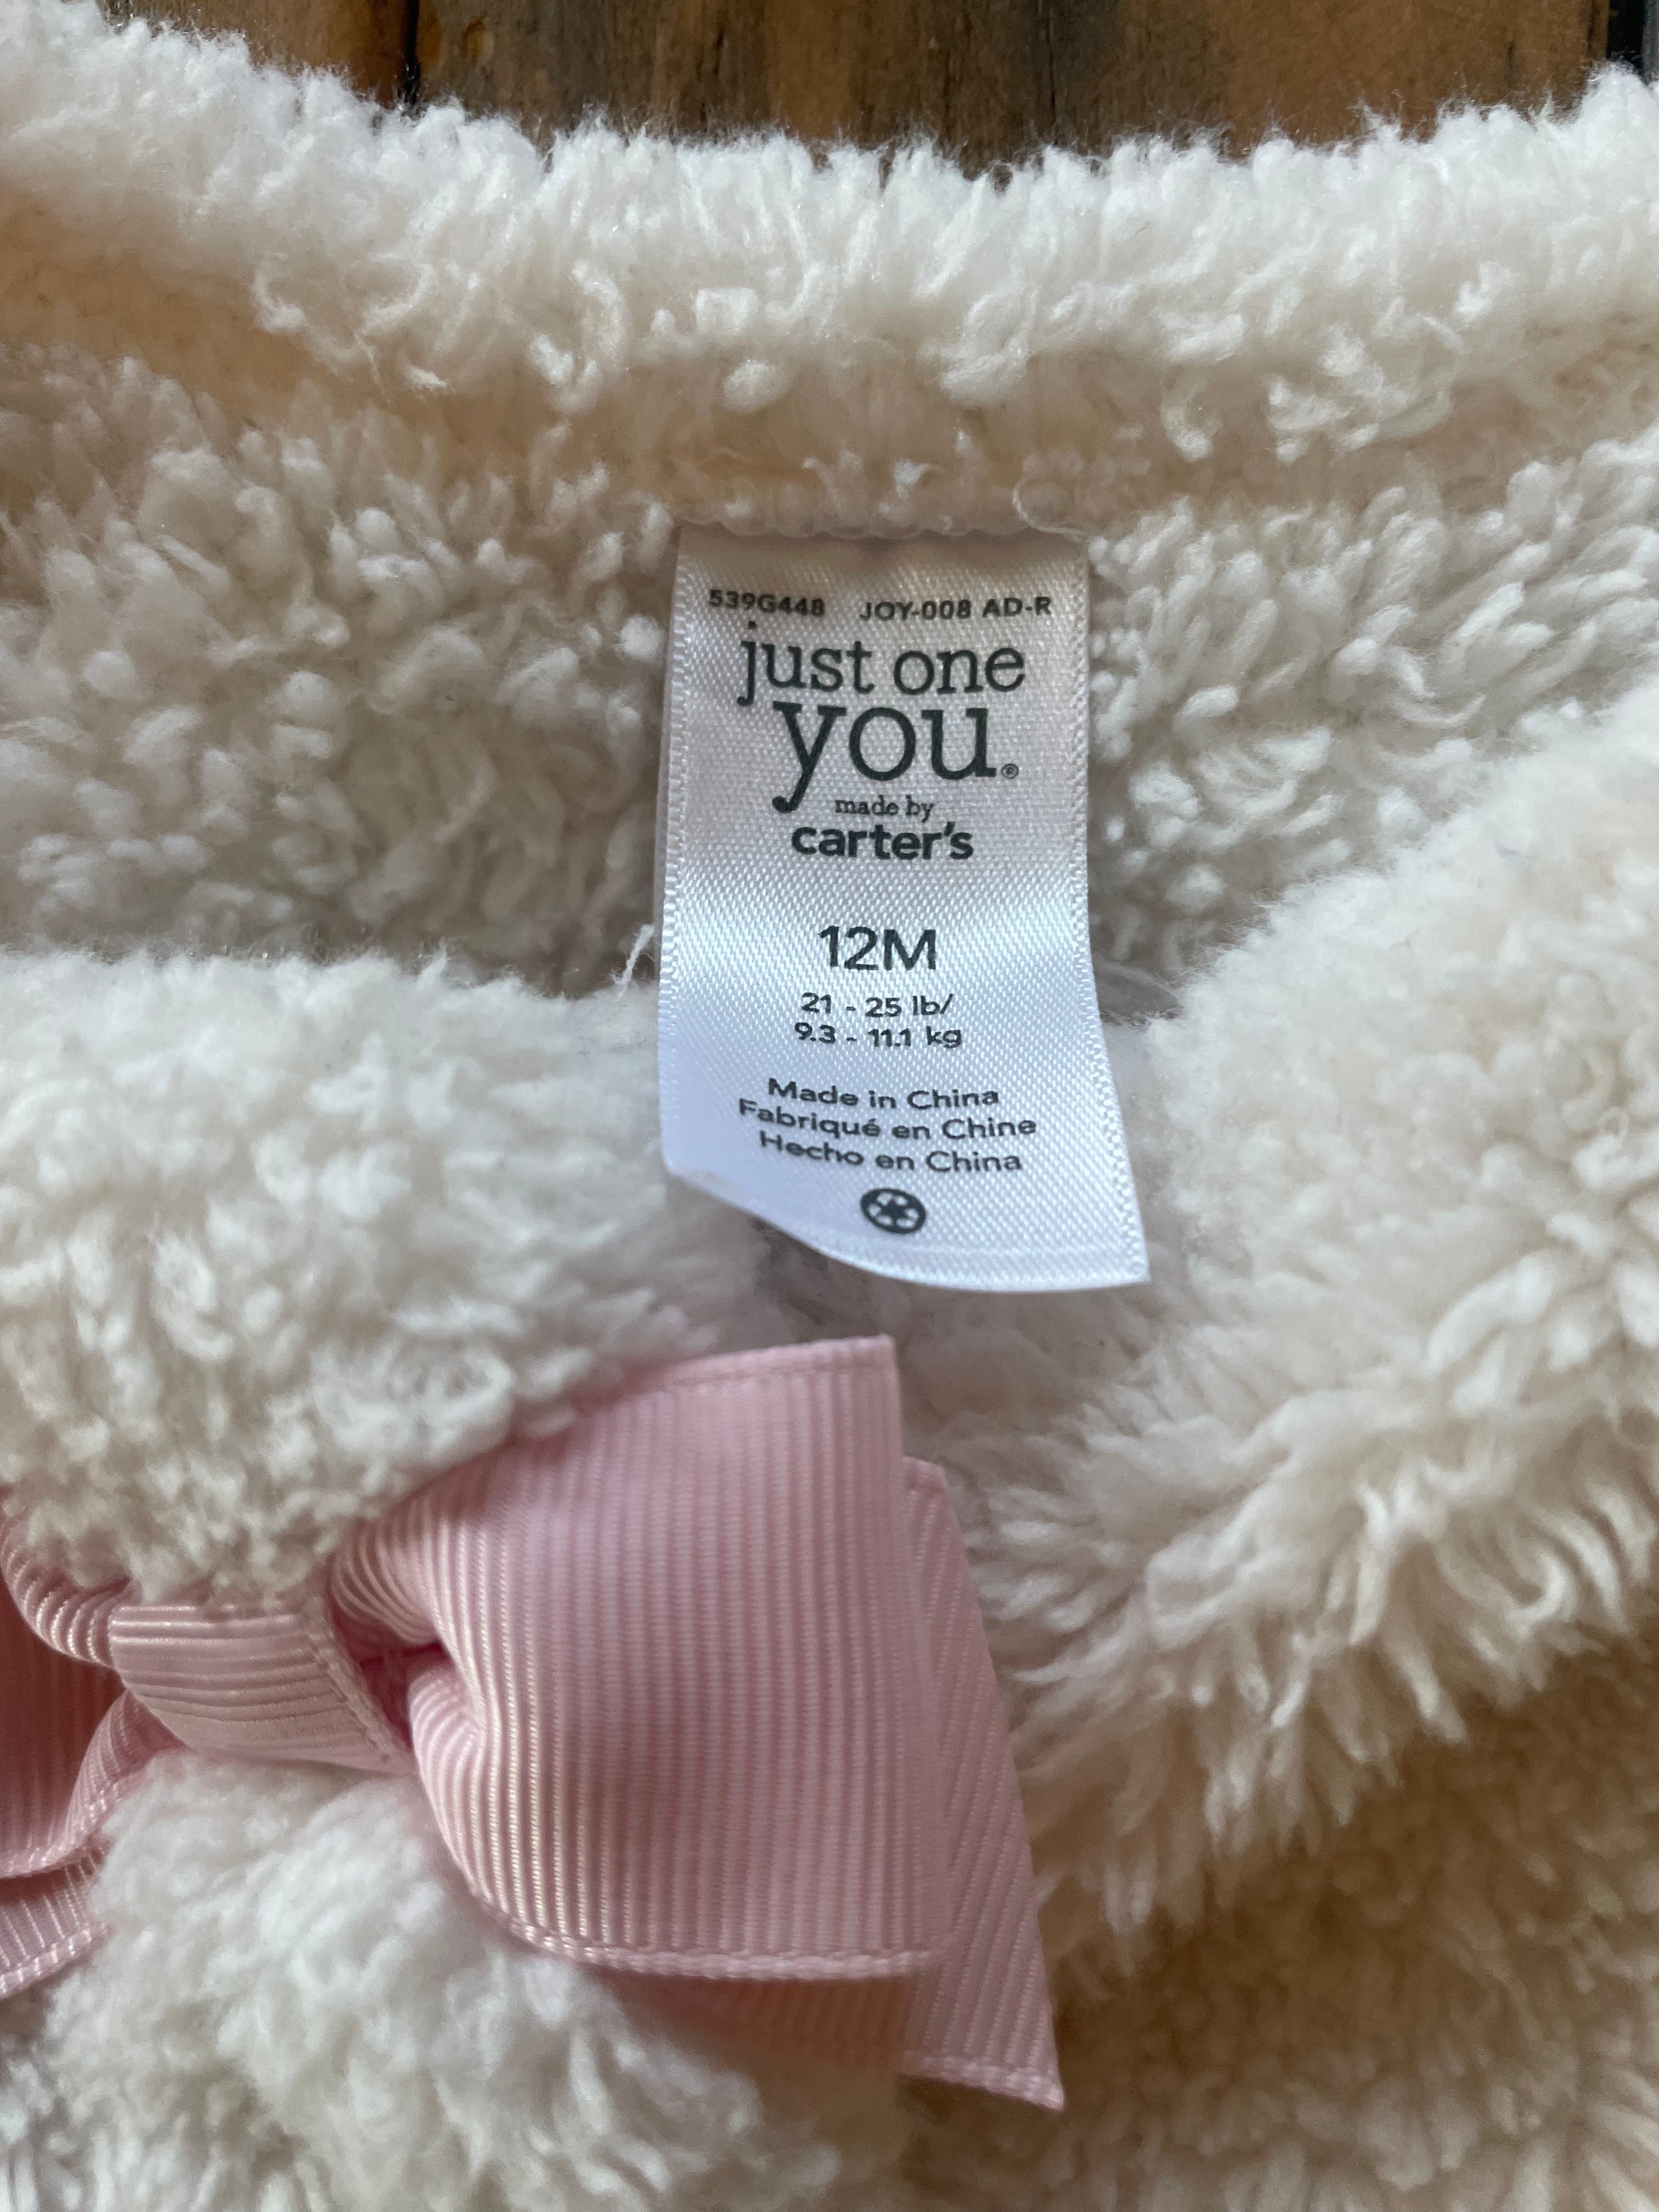 539G448 JOY-008 AD-R
just one
you.®
made by
carter's
12M
21 - 25 lb/
9.3 - 11.1 kg
Made in China
Fabriqué en Chine
Hecho en China